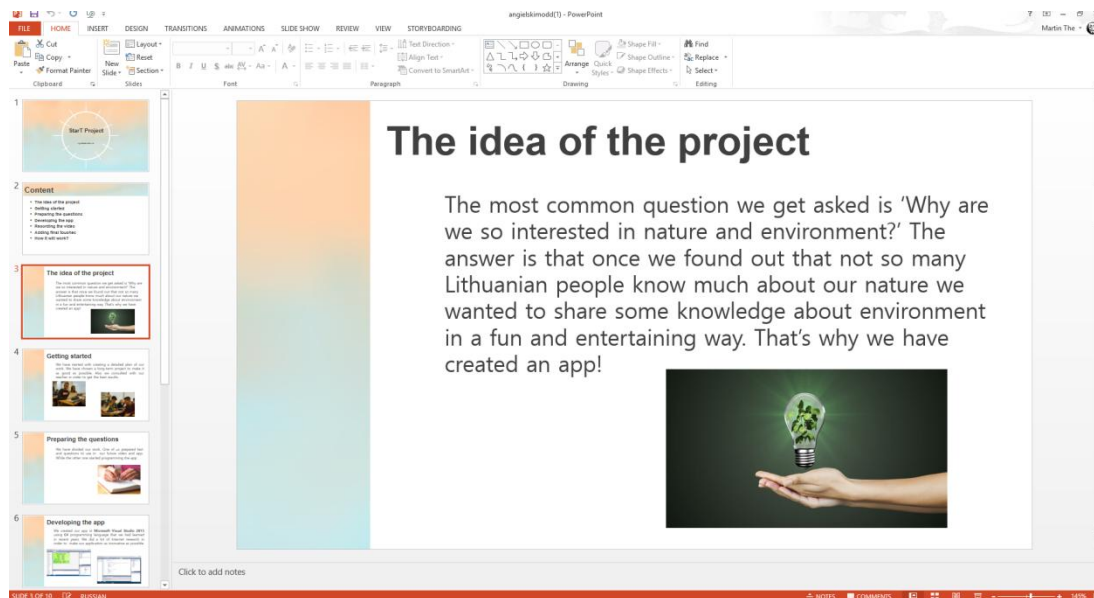 angielskimodd(1) - PowerPoint
FILE HOME INSERT DESIGN TRANSITIONS ANIMATIONS SLIDE SHOW REVIEW VIEW STORYBOARDING
Martin The
Paste
Cut
Copy
Format Painter
Clipboard
New
Slide
Layout
Reset
Section
Slides
Font
Text Direction
Align Text
Convert to SmartArt
Paragraph
Arrange
Quick
Styles
Shape Fill
Shape Outline
Shape Effects
Drawing
Find
Replace
Select
Editing
1
StarT Project
2
Content
The idea of the project
Getting started
Preparing the questions
Developing the app
Recording the video
Adding final touches
How it will work?
3
The idea of the project
4
Getting started
5
Preparing the questions
6
Developing the app
The idea of the project
The most common question we get asked is ‘Why are
we so interested in nature and environment?’ The
answer is that once we found out that not so many
Lithuanian people know much about our nature we
wanted to share some knowledge about environment
in a fun and entertaining way. That’s why we have
created an app!
Click to add notes
SLIDE 3 OF 10 RUSSIAN
NOTES COMMENTS 145%